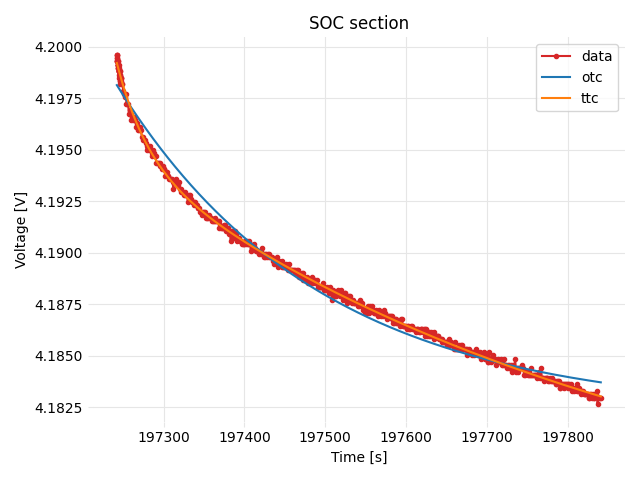 SOC section
4.2000
4.1975
4.1950
4.1925
4.1900
4.1875
4.1850
4.1825
Voltage [V]
data
otc
ttc
197300 197400 197500 197600 197700 197800
Time [s]